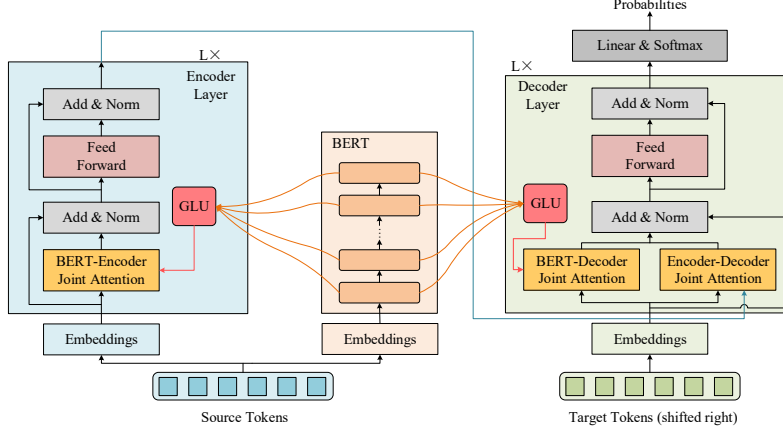 Probabilities
Linear & Softmax
L×
Encoder
Layer
Add & Norm
Feed
Forward
Add & Norm
GLU
BERT-Encoder
Joint Attention
Embeddings
BERT
Embeddings
Source Tokens
L×
Decoder
Layer
Add & Norm
Feed
Forward
Add & Norm
GLU
BERT-Decoder
Joint Attention
Encoder-Decoder
Joint Attention
Embeddings
Target Tokens (shifted right)